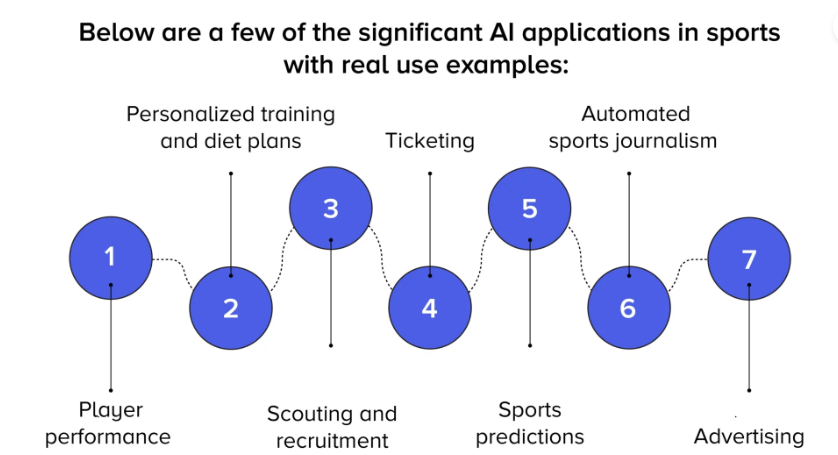 Below are a few of the significant AI applications in sports
with real use examples:
Personalized training
and diet plans
Ticketing
Automated
sports journalism
1
2
3
4
5
6
7
Player
performance
Scouting and
recruitment
Sports
predictions
Advertising